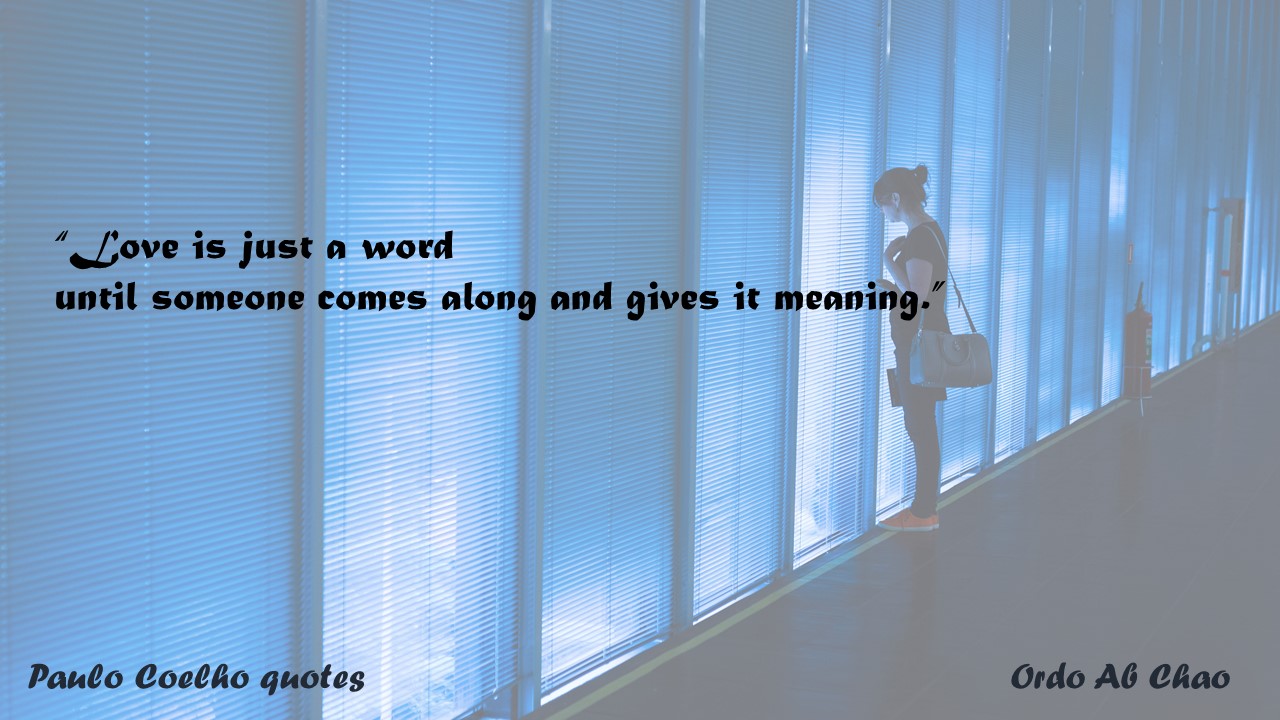 “Love is just a word
until someone comes along and gives it meaning.”
Paulo Coelho quotes
Ordo Ab Chao